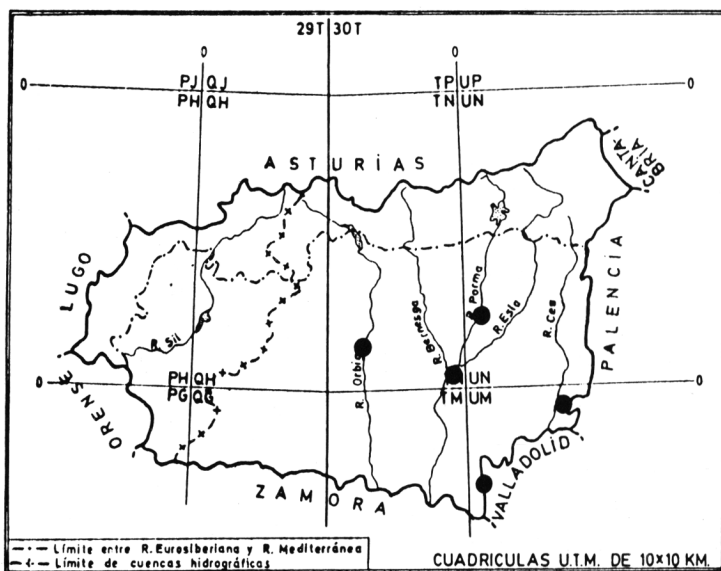 29T 30T
0 0
0 PJ QJ TP UP 0
PH QH TN UN
ASTURIAS
CANTABRIA
LUGO
PALENCIA
R. Sil
R. Orbigo
R. Bernesga
R. Porma
R. Esla
R. Cea
0 PH QH UN 0
PG QG TM UM
ORENSE
ZAMORA
VALLADOLID
0 0
Límite entre R. Eurosiberiana y R. Mediterránea
Límite de cuencas hidrográficas
CUADRICULAS U.T.M. DE 10x10 KM.